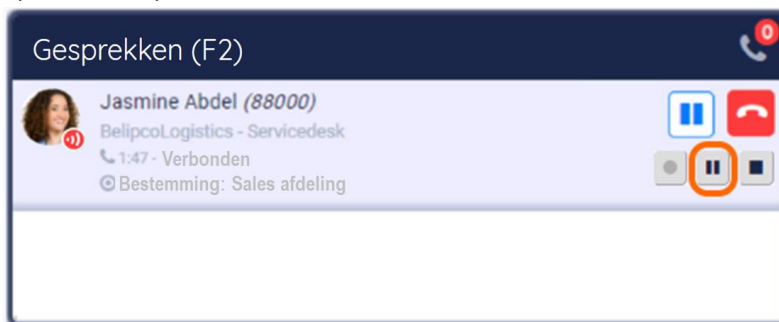 Gesprekken (F2)
0
Jasmine Abdel (88000)
BelipcoLogistics - Servicedesk
1:47 - Verbonden
Bestemming: Sales afdeling